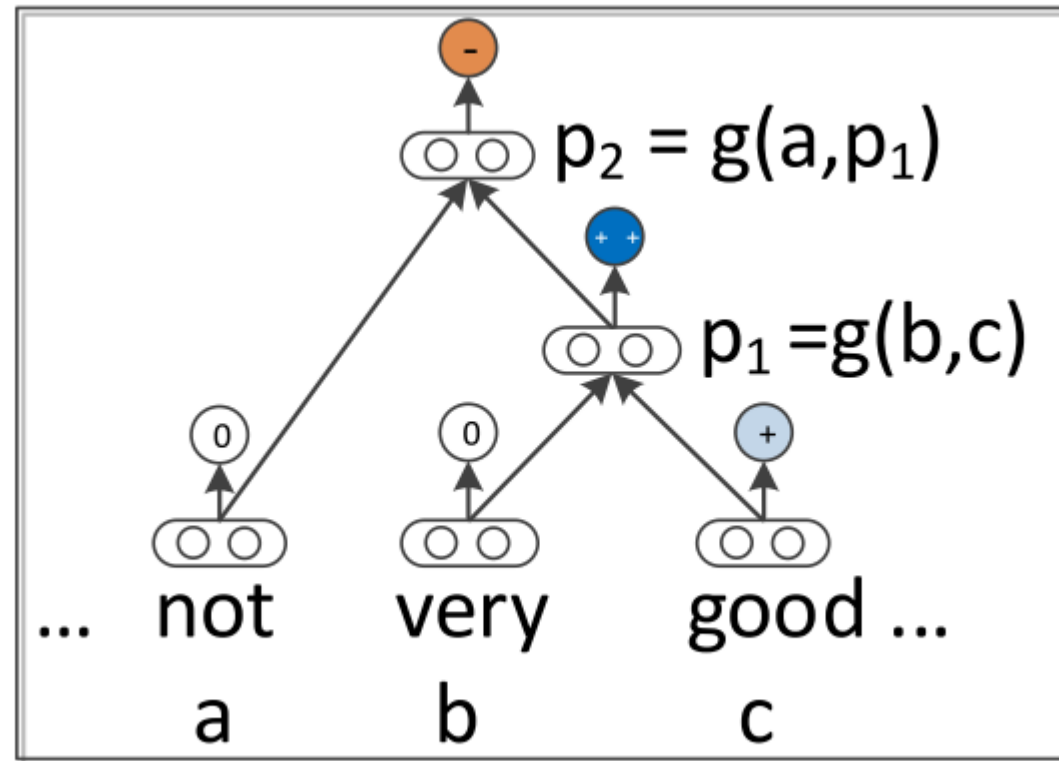 -
p₂ = g(a,p₁)
+ +
p₁ =g(b,c)
0 0 +
... not very good ...
a b c